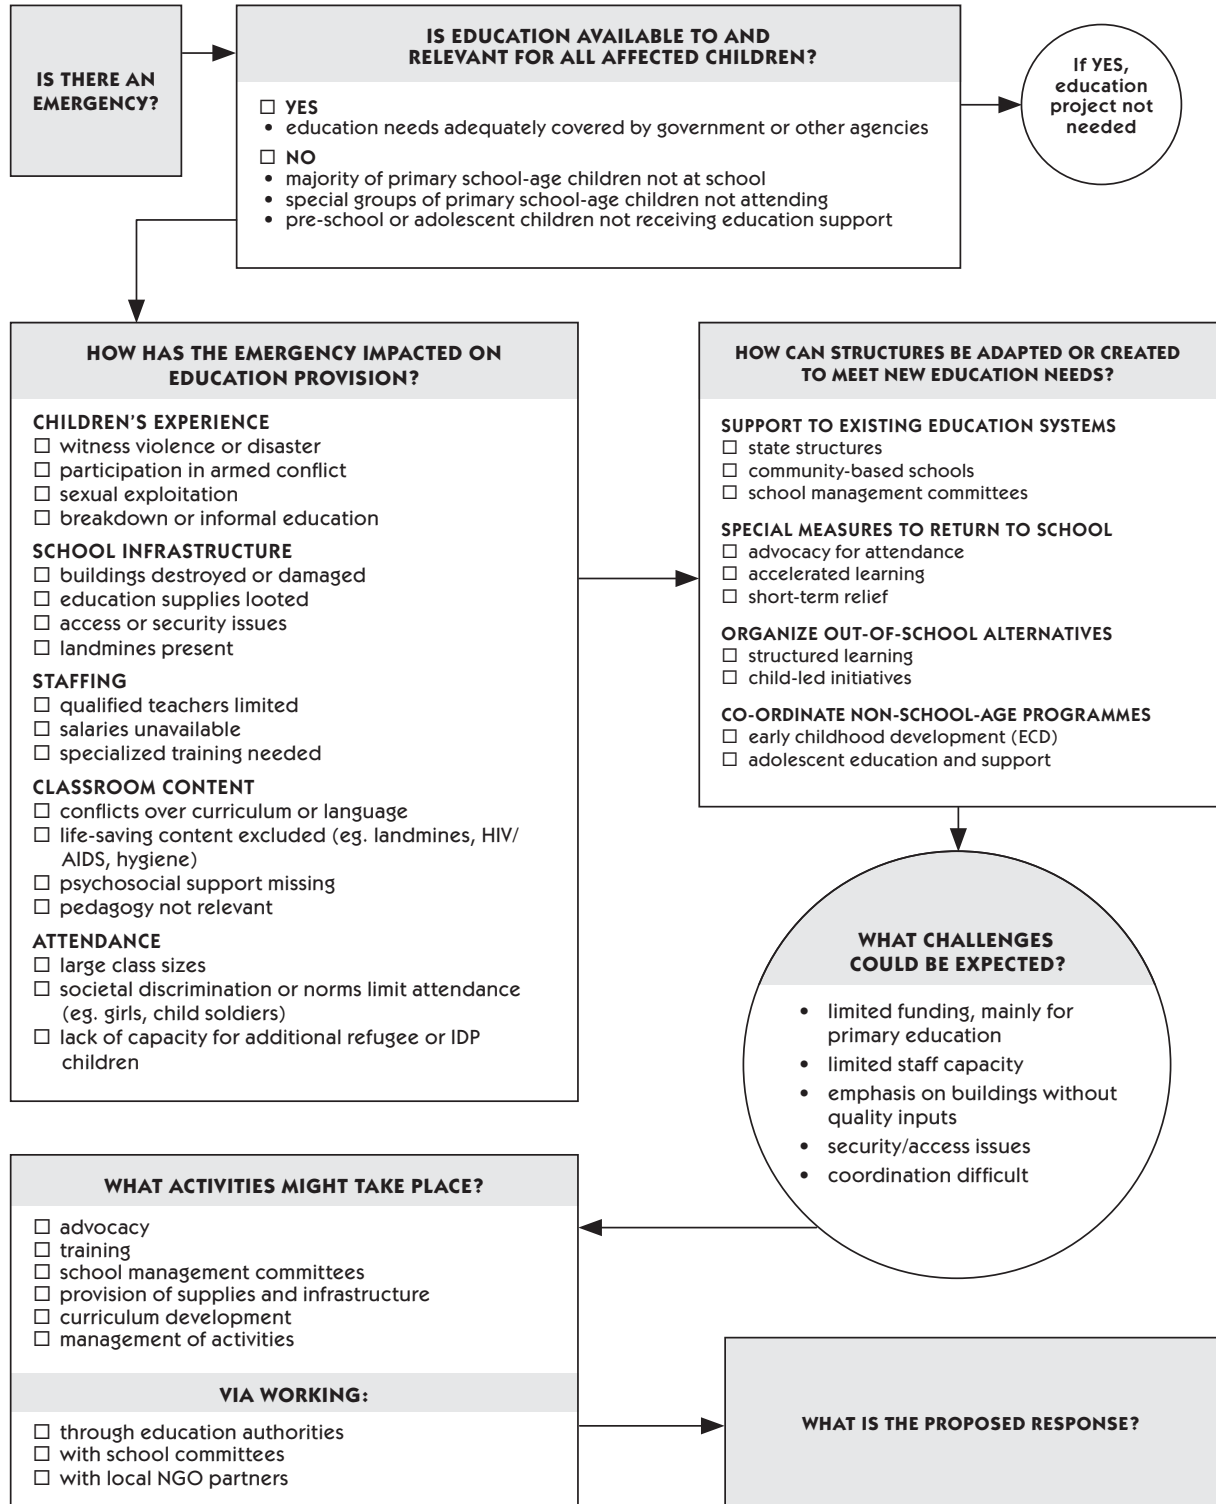 IS THERE AN
EMERGENCY?
IS EDUCATION AVAILABLE TO AND
RELEVANT FOR ALL AFFECTED CHILDREN?
☐ YES
• education needs adequately covered by government or other agencies
☐ NO
• majority of primary school-age children not at school
• special groups of primary school-age children not attending
• pre-school or adolescent children not receiving education support
If YES,
education
project not
needed
HOW HAS THE EMERGENCY IMPACTED ON
EDUCATION PROVISION?
CHILDREN'S EXPERIENCE
☐ witness violence or disaster
☐ participation in armed conflict
☐ sexual exploitation
☐ breakdown or informal education
SCHOOL INFRASTRUCTURE
☐ buildings destroyed or damaged
☐ education supplies looted
☐ access or security issues
☐ landmines present
STAFFING
☐ qualified teachers limited
☐ salaries unavailable
☐ specialized training needed
CLASSROOM CONTENT
☐ conflicts over curriculum or language
☐ life-saving content excluded (eg. landmines, HIV/
AIDS, hygiene)
☐ psychosocial support missing
☐ pedagogy not relevant
ATTENDANCE
☐ large class sizes
☐ societal discrimination or norms limit attendance
(eg. girls, child soldiers)
☐ lack of capacity for additional refugee or IDP
children
HOW CAN STRUCTURES BE ADAPTED OR CREATED
TO MEET NEW EDUCATION NEEDS?
SUPPORT TO EXISTING EDUCATION SYSTEMS
☐ state structures
☐ community-based schools
☐ school management committees
SPECIAL MEASURES TO RETURN TO SCHOOL
☐ advocacy for attendance
☐ accelerated learning
☐ short-term relief
ORGANIZE OUT-OF-SCHOOL ALTERNATIVES
☐ structured learning
☐ child-led initiatives
CO-ORDINATE NON-SCHOOL-AGE PROGRAMMES
☐ early childhood development (ECD)
☐ adolescent education and support
WHAT CHALLENGES
COULD BE EXPECTED?
• limited funding, mainly for
primary education
• limited staff capacity
• emphasis on buildings without
quality inputs
• security/access issues
• coordination difficult
WHAT ACTIVITIES MIGHT TAKE PLACE?
☐ advocacy
☐ training
☐ school management committees
☐ provision of supplies and infrastructure
☐ curriculum development
☐ management of activities
VIA WORKING:
☐ through education authorities
☐ with school committees
☐ with local NGO partners
WHAT IS THE PROPOSED RESPONSE?